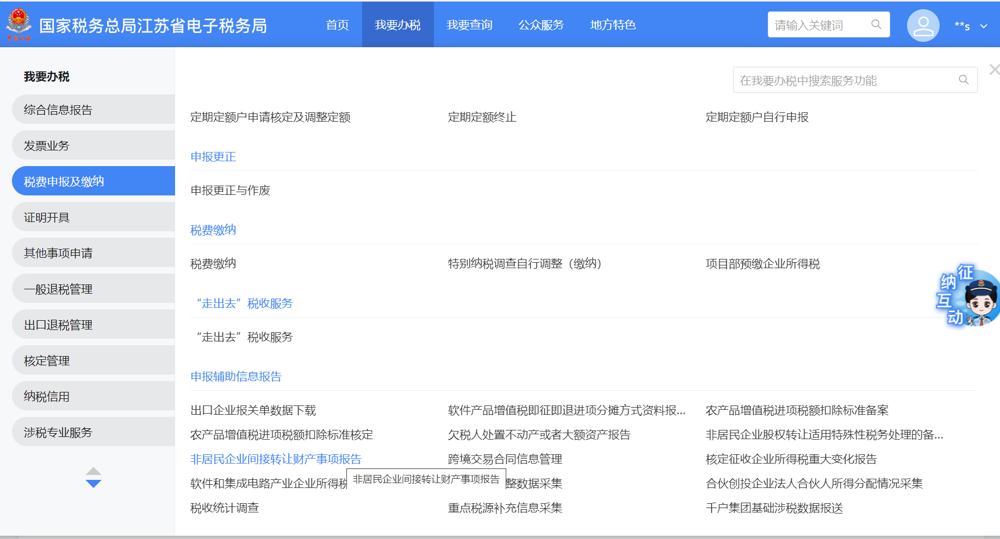 国家税务总局江苏省电子税务局
首页 我要办税 我要查询 公众服务 地方特色
请输入关键词
**s
我要办税
综合信息报告
发票业务
税费申报及缴纳
证明开具
其他事项申请
一般退税管理
出口退税管理
核定管理
纳税信用
涉税专业服务
在我要办税中搜索服务功能
定期定额户申请核定及调整定额 定期定额终止 定期定额户自行申报
申报更正
申报更正与作废
税费缴纳
税费缴纳 特别纳税调查自行调整（缴纳） 项目部预缴企业所得税
“走出去”税收服务
“走出去”税收服务
申报辅助信息报告
出口企业报关单数据下载 软件产品增值税即征即退进项分摊方式资料报... 农产品增值税进项税额扣除标准备案
农产品增值税进项税额扣除标准核定 欠税人处置不动产或者大额资产报告 非居民企业股权转让适用特殊性税务处理的备...
非居民企业间接转让财产事项报告 跨境交易合同信息管理 核定征收企业所得税重大变化报告
非居民企业间接转让财产事项报告
软件和集成电路产业企业所得税 整数据采集 合伙创投企业法人合伙人所得分配情况采集
税收统计调查 重点税源补充信息采集 千户集团基础涉税数据报送
征
纳
互
动